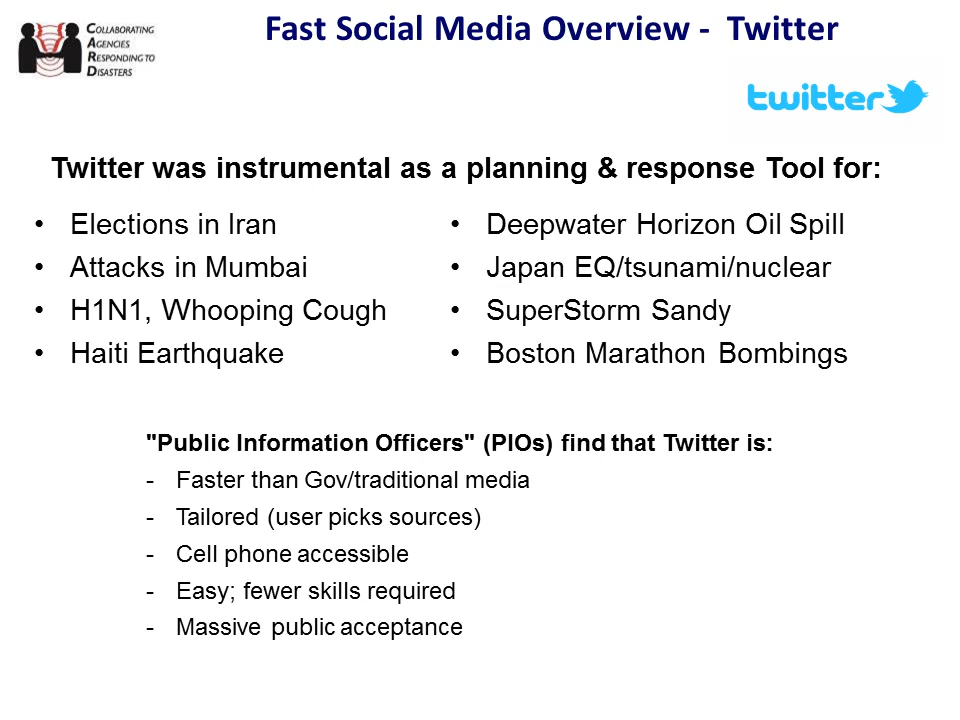 COLLABORATING
AGENCIES
RESPONDING TO
DISASTERS
Fast Social Media Overview - Twitter
twitter
Twitter was instrumental as a planning & response Tool for:
• Elections in Iran
• Attacks in Mumbai
• H1N1, Whooping Cough
• Haiti Earthquake
• Deepwater Horizon Oil Spill
• Japan EQ/tsunami/nuclear
• SuperStorm Sandy
• Boston Marathon Bombings
"Public Information Officers" (PIOs) find that Twitter is:
- Faster than Gov/traditional media
- Tailored (user picks sources)
- Cell phone accessible
- Easy; fewer skills required
- Massive public acceptance